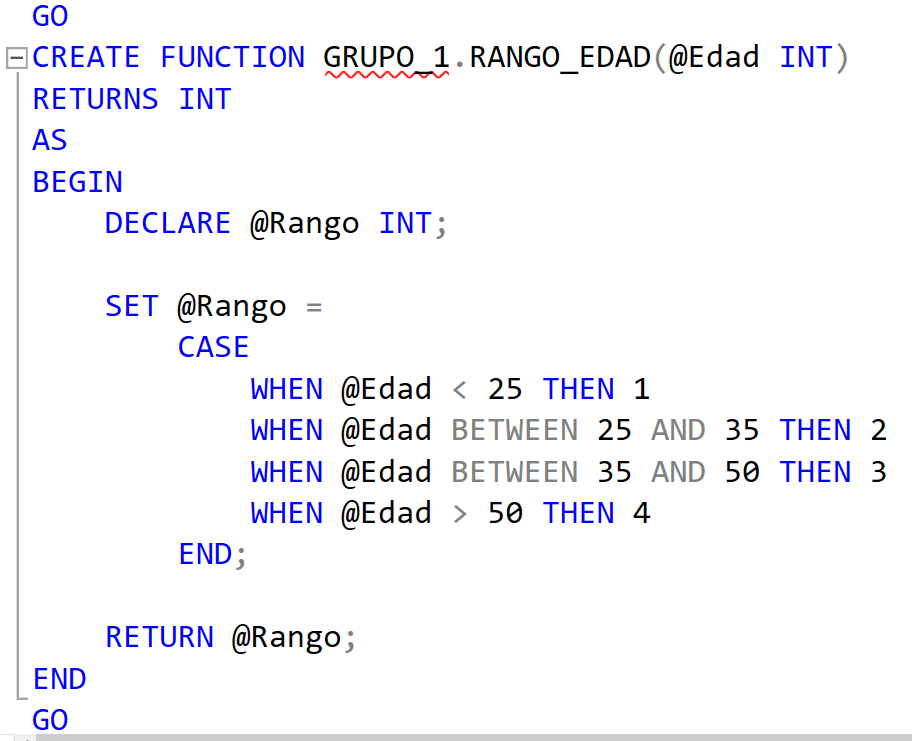 GO
CREATE FUNCTION GRUPO_1.RANGO_EDAD(@Edad INT)
RETURNS INT
AS
BEGIN
    DECLARE @Rango INT;
    SET @Rango =
        CASE
            WHEN @Edad < 25 THEN 1
            WHEN @Edad BETWEEN 25 AND 35 THEN 2
            WHEN @Edad BETWEEN 35 AND 50 THEN 3
            WHEN @Edad > 50 THEN 4
        END;
    RETURN @Rango;
END
GO